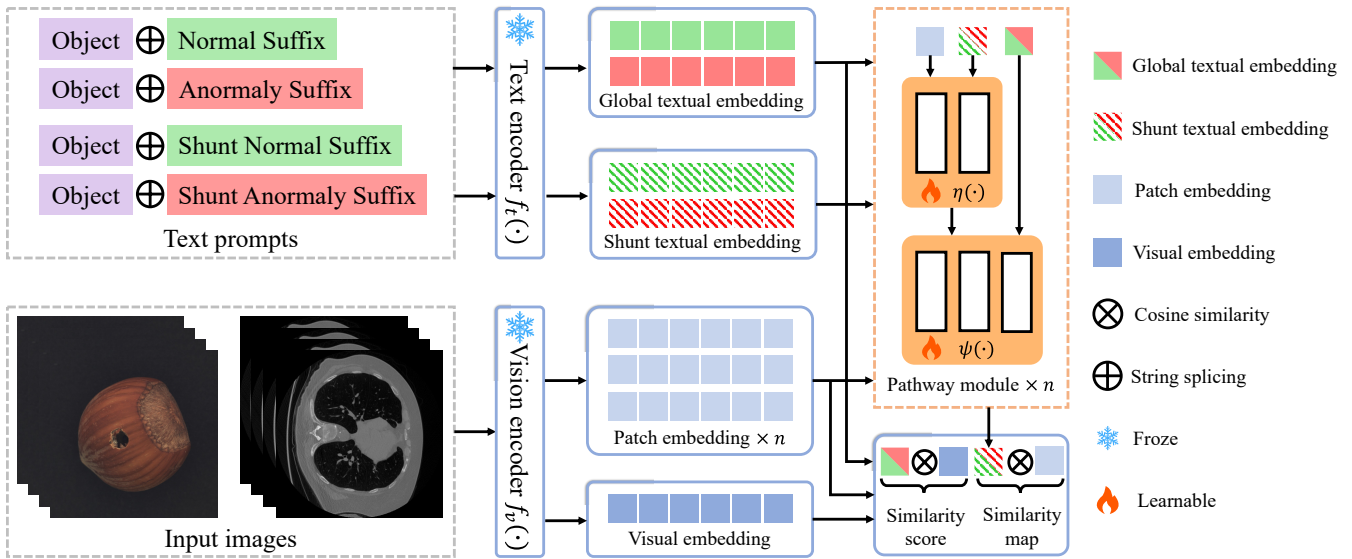 Object ⊕ Normal Suffix
Object ⊕ Anormaly Suffix
Object ⊕ Shunt Normal Suffix
Object ⊕ Shunt Anormaly Suffix
Text prompts
Text encoder f_t(·)
Global textual embedding
Shunt textual embedding
η(·)
ψ(·)
Pathway module × n
Input images
Vision encoder f_v(·)
Patch embedding × n
Visual embedding
Similarity
score
Similarity
map
Global textual embedding
Shunt textual embedding
Patch embedding
Visual embedding
Cosine similarity
String splicing
Froze
Learnable